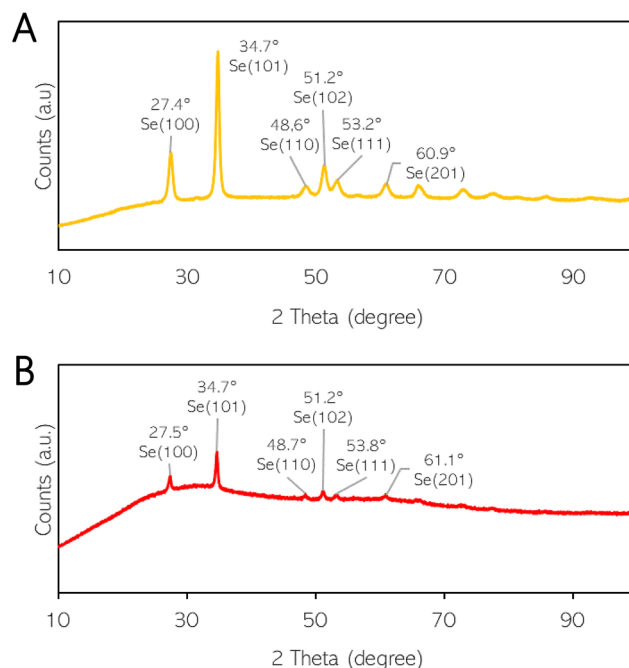 A
Counts (a.u)
34.7°
Se(101)
27.4°
Se(100)
51.2°
Se(102)
48,6°
Se(110)
53.2°
Se(111)
60.9°
Se(201)
10
30
50
70
90
2 Theta (degree)
B
Counts (a.u.)
34.7°
Se(101)
27.5°
Se(100)
51.2°
Se(102)
48.7°
Se(110)
53.8°
Se(111)
61.1°
Se(201)
10
30
50
70
90
2 Theta (degree)